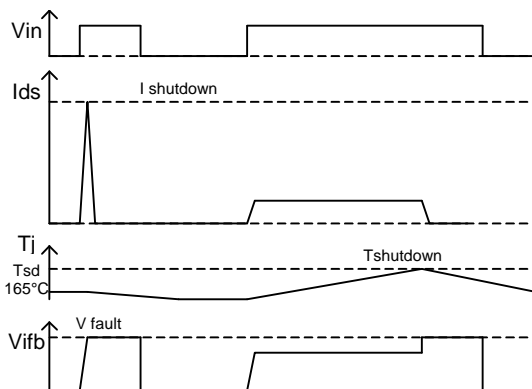 Vin
Ids
I shutdown
Tj
Tsd
165°C
Tshutdown
V fault
Vifb